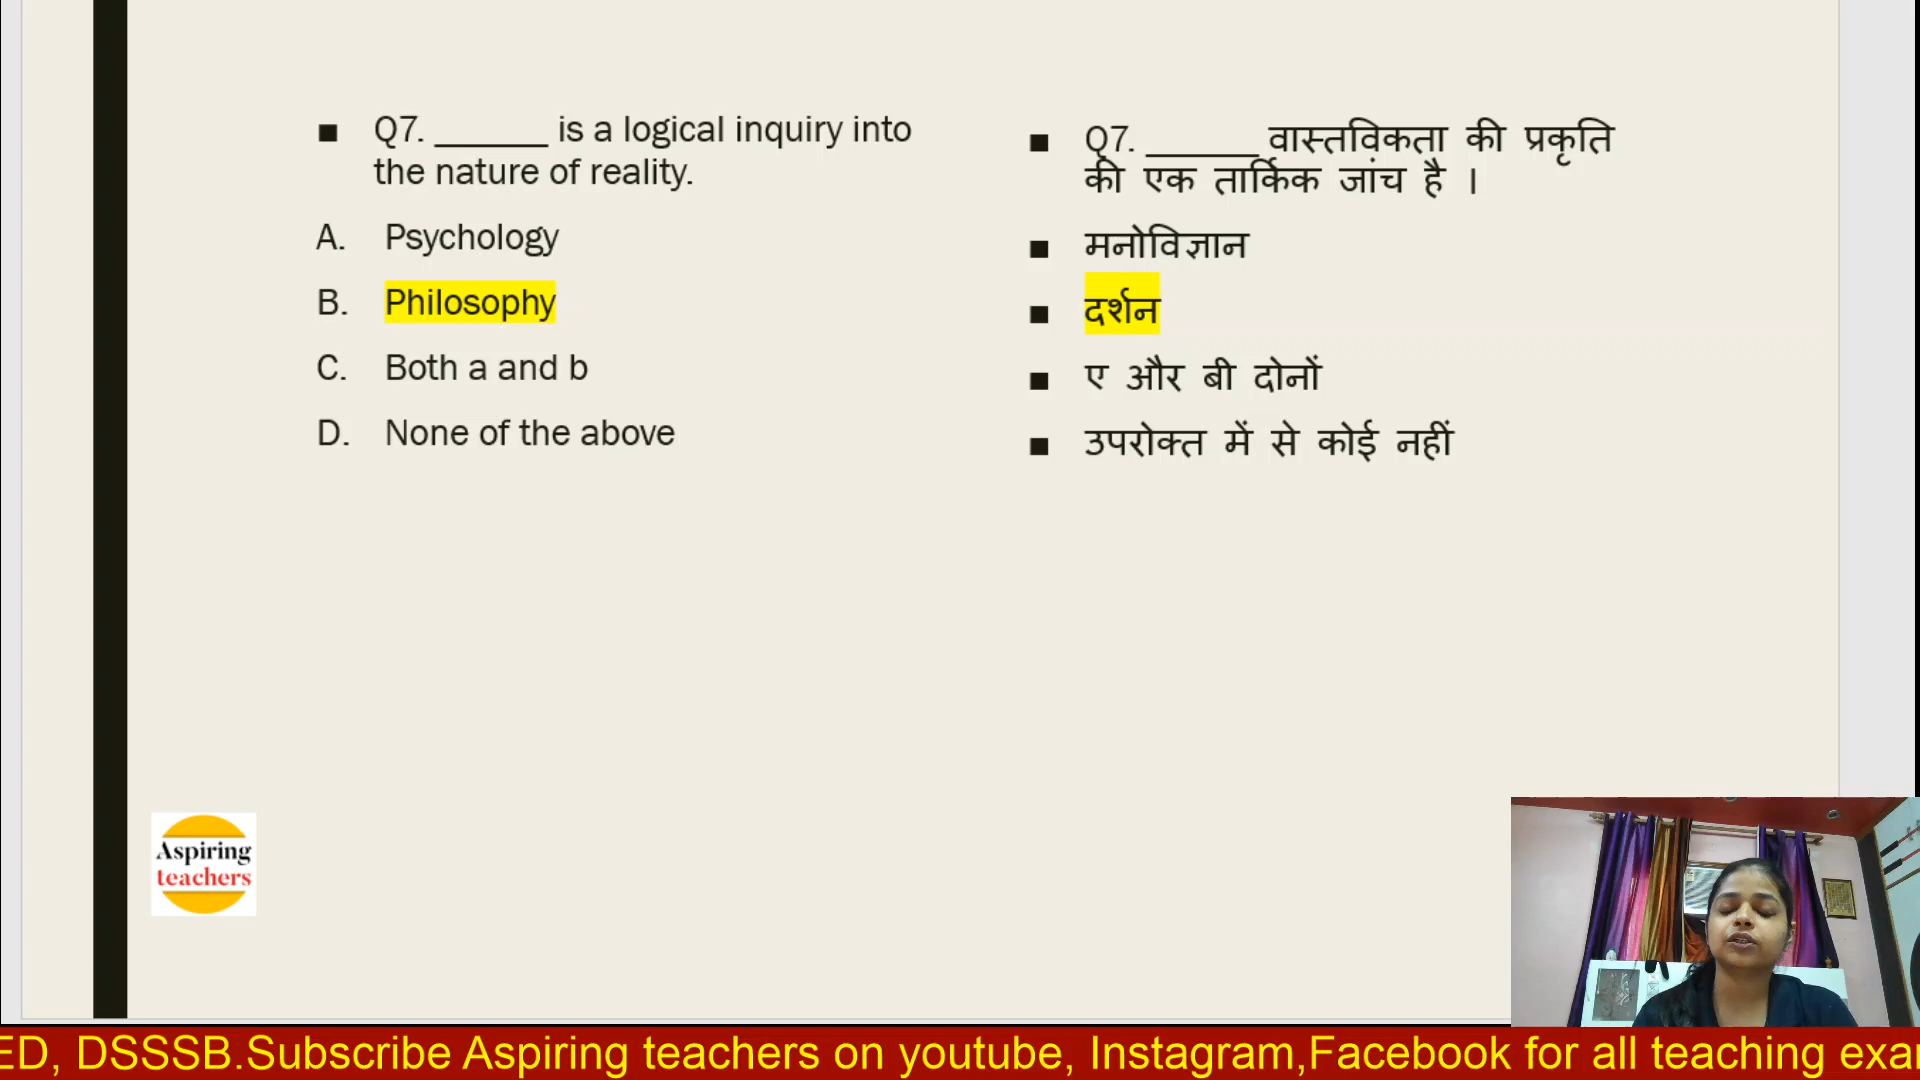 ■ Q7. ______ is a logical inquiry into
the nature of reality.
A. Psychology
B. Philosophy
C. Both a and b
D. None of the above
■ Q7. ______ वास्तविकता की प्रकृति
की एक तार्किक जांच है ।
■ मनोविज्ञान
■ दर्शन
■ ए और बी दोनों
■ उपरोक्त में से कोई नहीं
Aspiring
teachers
ED, DSSSB.Subscribe Aspiring teachers on youtube, Instagram,Facebook for all teaching exa